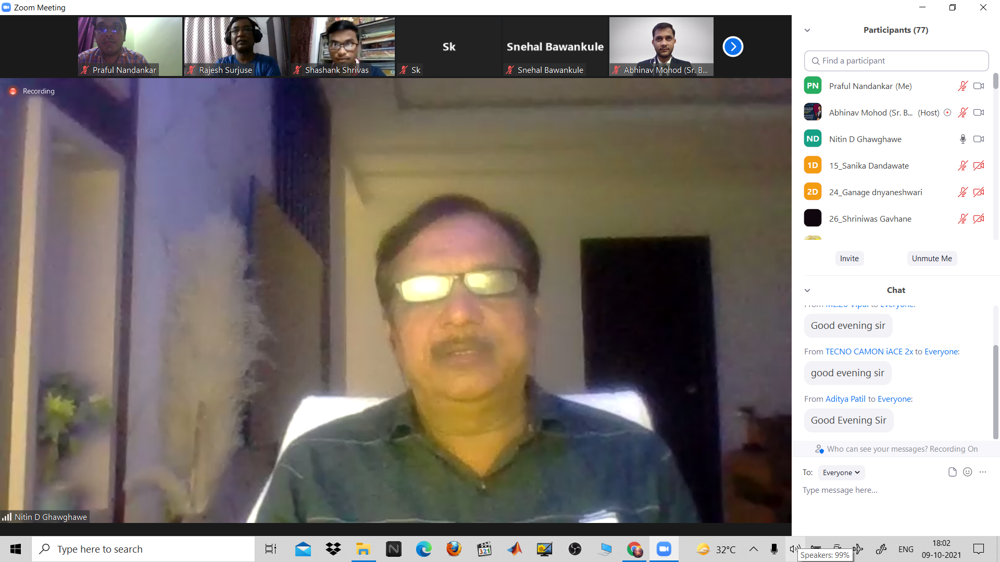 Zoom Meeting
Praful Nandankar
Rajesh Surjuse
Shashank Shrivas
Sk
Sk
Snehal Bawankule
Snehal Bawankule
Abhinav Mohod (Sr. B...
Recording
Nitin D Ghawghawe
Participants (77)
Find a participant
PN Praful Nandankar (Me)
Abhinav Mohod (Sr. B... (Host)
ND Nitin D Ghawghawe
1D 15_Sanika Dandawate
2D 24_Ganage dnyaneshwari
26_Shriniwas Gavhane
Invite Unmute Me
Chat
Good evening sir
From TECNO CAMON iACE 2x to Everyone:
good evening sir
From Aditya Patil to Everyone:
Good Evening Sir
Who can see your messages? Recording On
To: Everyone
Type message here...
Type here to search
321
N
32°C
ENG
18:02
09-10-2021
Speakers: 99%